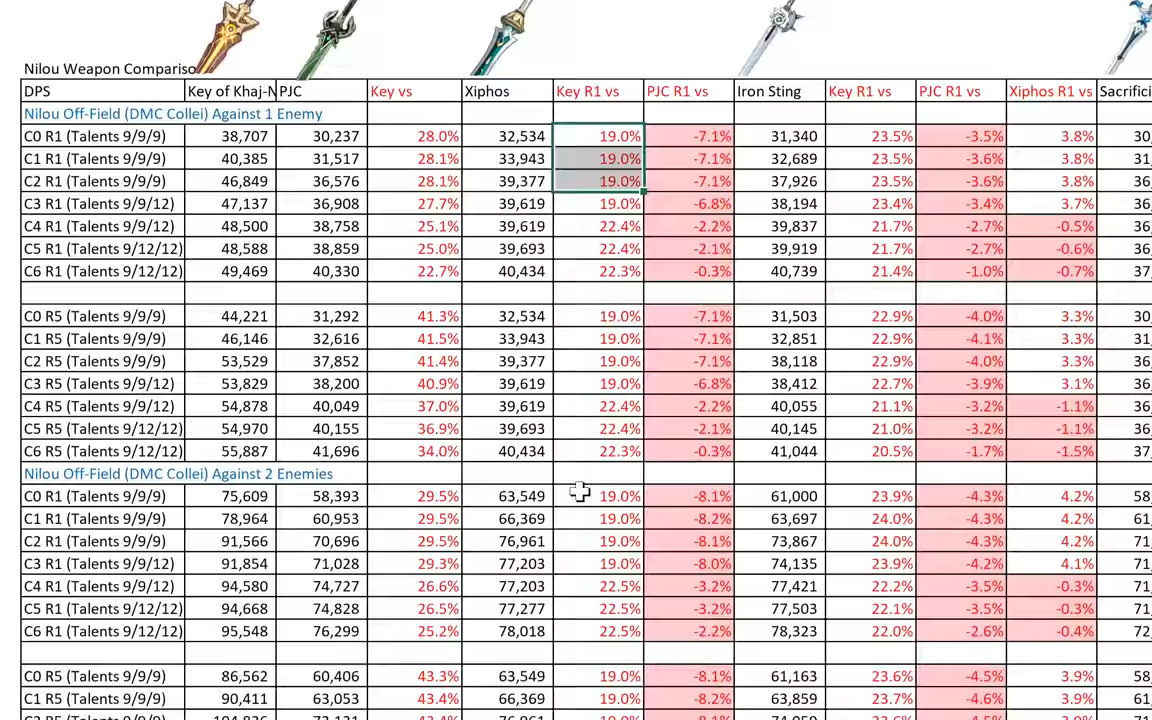 Nilou Weapon Compariso
DPS Key of Khaj-N PJC Key vs Xiphos Key R1 vs PJC R1 vs Iron Sting Key R1 vs PJC R1 vs Xiphos R1 vs Sacrifici
Nilou Off-Field (DMC Collei) Against 1 Enemy
C0 R1 (Talents 9/9/9) 38,707 30,237 28.0% 32,534 19.0% -7.1% 31,340 23.5% -3.5% 3.8% 30,
C1 R1 (Talents 9/9/9) 40,385 31,517 28.1% 33,943 19.0% -7.1% 32,689 23.5% -3.6% 3.8% 31,
C2 R1 (Talents 9/9/9) 46,849 36,576 28.1% 39,377 19.0% -7.1% 37,926 23.5% -3.6% 3.8% 36,
C3 R1 (Talents 9/9/12) 47,137 36,908 27.7% 39,619 19.0% -6.8% 38,194 23.4% -3.4% 3.7% 36,
C4 R1 (Talents 9/9/12) 48,500 38,758 25.1% 39,619 22.4% -2.2% 39,837 21.7% -2.7% -0.5% 36,
C5 R1 (Talents 9/12/12) 48,588 38,859 25.0% 39,693 22.4% -2.1% 39,919 21.7% -2.7% -0.6% 36,
C6 R1 (Talents 9/12/12) 49,469 40,330 22.7% 40,434 22.3% -0.3% 40,739 21.4% -1.0% -0.7% 37,
C0 R5 (Talents 9/9/9) 44,221 31,292 41.3% 32,534 19.0% -7.1% 31,503 22.9% -4.0% 3.3% 30,
C1 R5 (Talents 9/9/9) 46,146 32,616 41.5% 33,943 19.0% -7.1% 32,851 22.9% -4.1% 3.3% 31,
C2 R5 (Talents 9/9/9) 53,529 37,852 41.4% 39,377 19.0% -7.1% 38,118 22.9% -4.0% 3.3% 36,
C3 R5 (Talents 9/9/12) 53,829 38,200 40.9% 39,619 19.0% -6.8% 38,412 22.7% -3.9% 3.1% 36,
C4 R5 (Talents 9/9/12) 54,878 40,049 37.0% 39,619 22.4% -2.2% 40,055 21.1% -3.2% -1.1% 36,
C5 R5 (Talents 9/12/12) 54,970 40,155 36.9% 39,693 22.4% -2.1% 40,145 21.0% -3.2% -1.1% 36,
C6 R5 (Talents 9/12/12) 55,887 41,696 34.0% 40,434 22.3% -0.3% 41,044 20.5% -1.7% -1.5% 37,
Nilou Off-Field (DMC Collei) Against 2 Enemies
C0 R1 (Talents 9/9/9) 75,609 58,393 29.5% 63,549 19.0% -8.1% 61,000 23.9% -4.3% 4.2% 58,
C1 R1 (Talents 9/9/9) 78,964 60,953 29.5% 66,369 19.0% -8.2% 63,697 24.0% -4.3% 4.2% 61,
C2 R1 (Talents 9/9/9) 91,566 70,696 29.5% 76,961 19.0% -8.1% 73,867 24.0% -4.3% 4.2% 71,
C3 R1 (Talents 9/9/12) 91,854 71,028 29.3% 77,203 19.0% -8.0% 74,135 23.9% -4.2% 4.1% 71,
C4 R1 (Talents 9/9/12) 94,580 74,727 26.6% 77,203 22.5% -3.2% 77,421 22.2% -3.5% -0.3% 71,
C5 R1 (Talents 9/12/12) 94,668 74,828 26.5% 77,277 22.5% -3.2% 77,503 22.1% -3.5% -0.3% 71,
C6 R1 (Talents 9/12/12) 95,548 76,299 25.2% 78,018 22.5% -2.2% 78,323 22.0% -2.6% -0.4% 72,
C0 R5 (Talents 9/9/9) 86,562 60,406 43.3% 63,549 19.0% -8.1% 61,163 23.6% -4.5% 3.9% 58,
C1 R5 (Talents 9/9/9) 90,411 63,053 43.4% 66,369 19.0% -8.2% 63,859 23.7% -4.6% 3.9% 61,